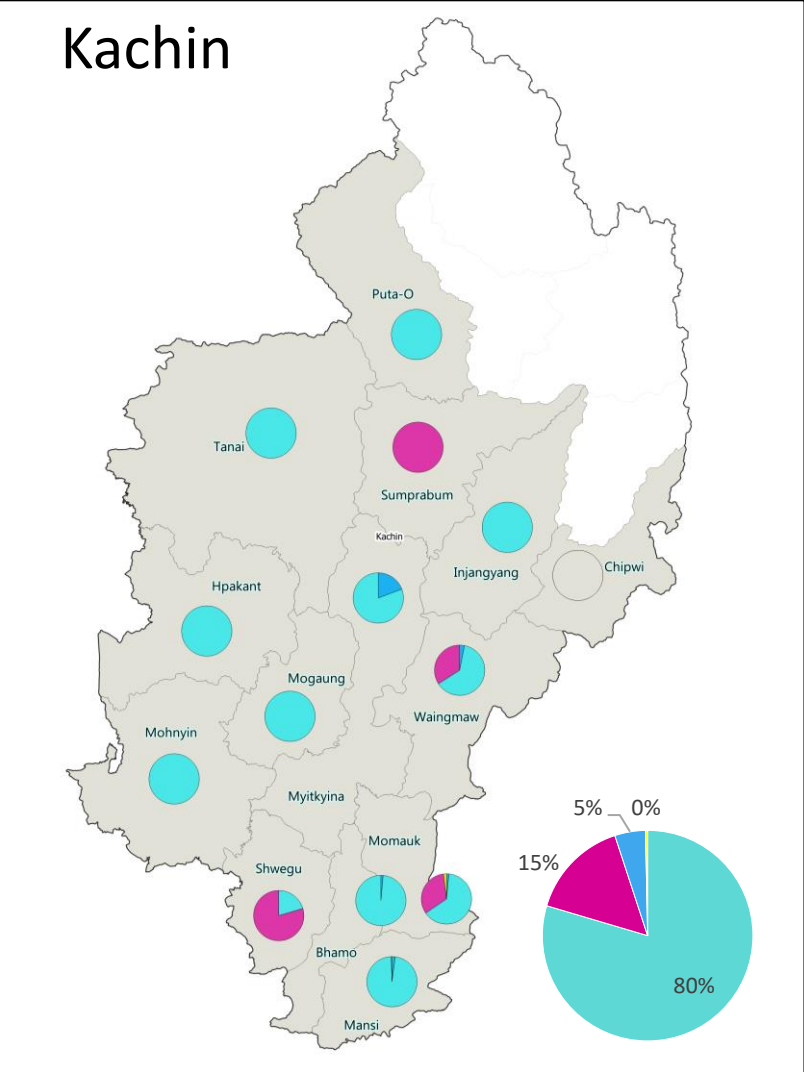 Kachin
Puta-O
Tanai
Sumprabum
Kachin
Injangyang
Chipwi
Hpakant
Mogaung
Waingmaw
Mohnyin
Myitkyina
Momauk
Shwegu
Bhamo
Mansi
5%
0%
15%
80%